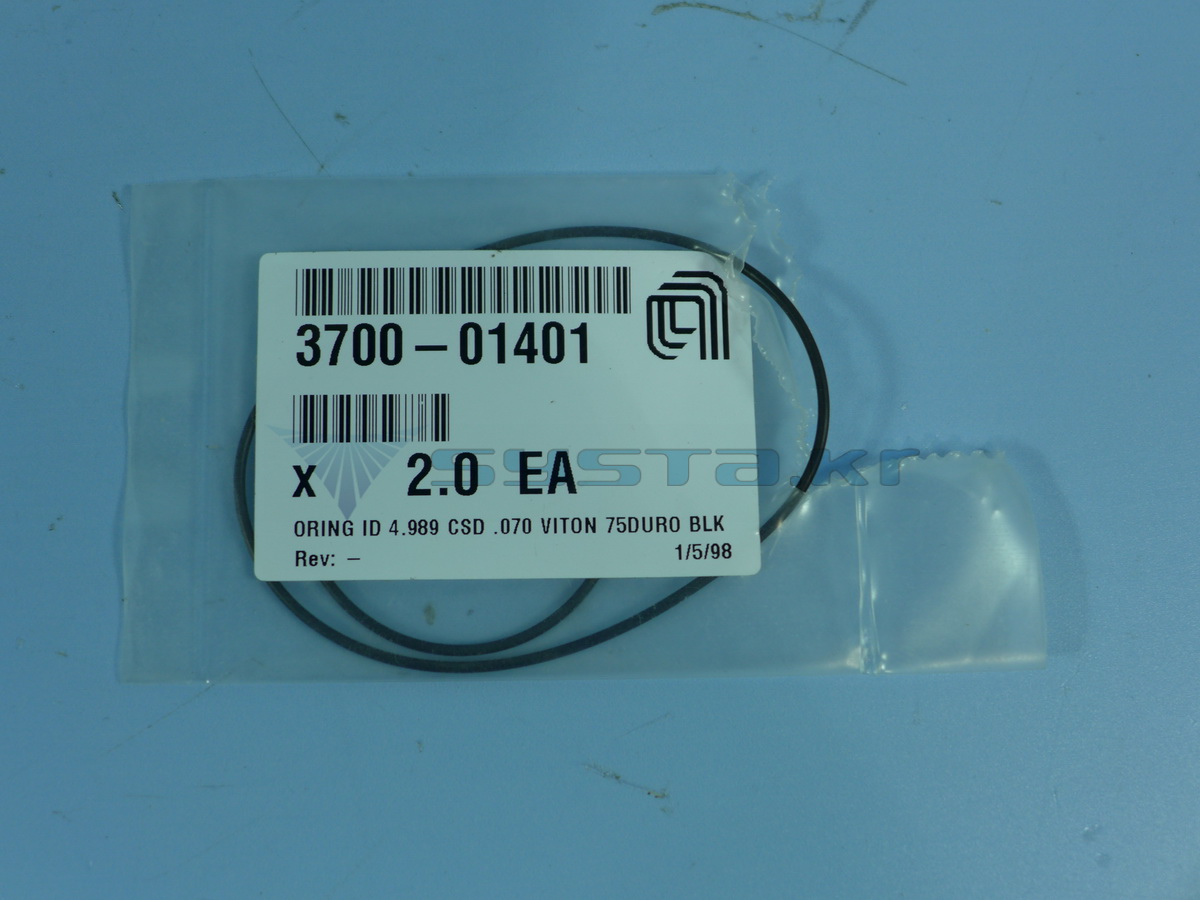 3700-01401
x 2.0 EA
systa.kr
ORING ID 4.989 CSD .070 VITON 75DURO BLK
Rev: – 1/5/98